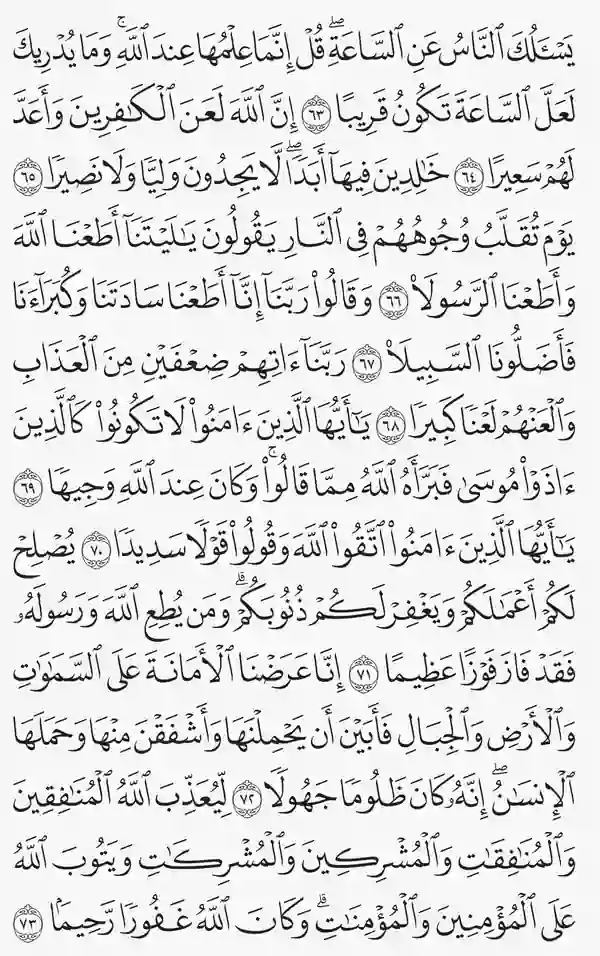 يَسْـَٔلُكَ ٱلنَّاسُ عَنِ ٱلسَّاعَةِۖ قُلْ إِنَّمَا عِلْمُهَا عِندَ ٱللَّهِۚ وَمَا يُدْرِيكَ
لَعَلَّ ٱلسَّاعَةَ تَكُونُ قَرِيبًا ٦٣ إِنَّ ٱللَّهَ لَعَنَ ٱلْكَٰفِرِينَ وَأَعَدَّ
لَهُمْ سَعِيرًا ٦٤ خَٰلِدِينَ فِيهَآ أَبَدًاۖ لَّا يَجِدُونَ وَلِيًّا وَلَا نَصِيرًا ٦٥
يَوْمَ تُقَلَّبُ وُجُوهُهُمْ فِى ٱلنَّارِ يَقُولُونَ يَٰلَيْتَنَآ أَطَعْنَا ٱللَّهَ
وَأَطَعْنَا ٱلرَّسُولَا۠ ٦٦ وَقَالُوا۟ رَبَّنَآ إِنَّآ أَطَعْنَا سَادَتَنَا وَكُبَرَآءَنَا
فَأَضَلُّونَا ٱلسَّبِيلَا۠ ٦٧ رَبَّنَآ ءَاتِهِمْ ضِعْفَيْنِ مِنَ ٱلْعَذَابِ
وَٱلْعَنْهُمْ لَعْنًا كَبِيرًا ٦٨ يَٰٓأَيُّهَا ٱلَّذِينَ ءَامَنُوا۟ لَا تَكُونُوا۟ كَٱلَّذِينَ
ءَاذَوْا۟ مُوسَىٰ فَبَرَّأَهُ ٱللَّهُ مِمَّا قَالُوا۟ۚ وَكَانَ عِندَ ٱللَّهِ وَجِيهًا ٦٩
يَٰٓأَيُّهَا ٱلَّذِينَ ءَامَنُوا۟ ٱتَّقُوا۟ ٱللَّهَ وَقُولُوا۟ قَوْلًا سَدِيدًا ٧٠ يُصْلِحْ
لَكُمْ أَعْمَٰلَكُمْ وَيَغْفِرْ لَكُمْ ذُنُوبَكُمْۗ وَمَن يُطِعِ ٱللَّهَ وَرَسُولَهُۥ
فَقَدْ فَازَ فَوْزًا عَظِيمًا ٧١ إِنَّا عَرَضْنَا ٱلْأَمَانَةَ عَلَى ٱلسَّمَٰوَٰتِ
وَٱلْأَرْضِ وَٱلْجِبَالِ فَأَبَيْنَ أَن يَحْمِلْنَهَا وَأَشْفَقْنَ مِنْهَا وَحَمَلَهَا
ٱلْإِنسَٰنُۖ إِنَّهُۥ كَانَ ظَلُومًا جَهُولًا ٧٢ لِّيُعَذِّبَ ٱللَّهُ ٱلْمُنَٰفِقِينَ
وَٱلْمُنَٰفِقَٰتِ وَٱلْمُشْرِكِينَ وَٱلْمُشْرِكَٰتِ وَيَتُوبَ ٱللَّهُ
عَلَى ٱلْمُؤْمِنِينَ وَٱلْمُؤْمِنَٰتِۗ وَكَانَ ٱللَّهُ غَفُورًا رَّحِيمًۢا ٧٣